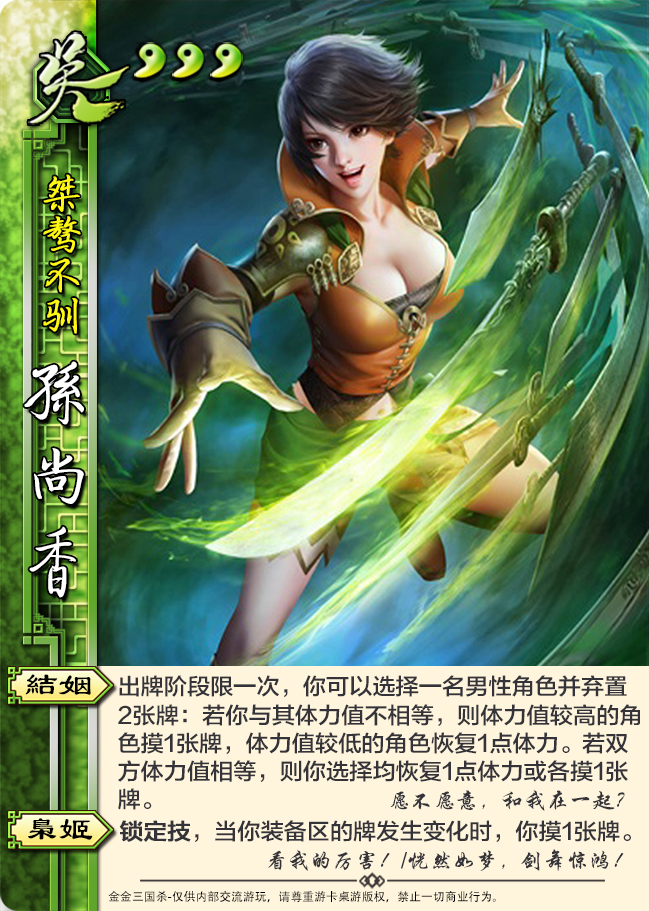 吴
桀骜不驯
孫尚香
結姻
出牌阶段限一次，你可以选择一名男性角色并弃置
2张牌：若你与其体力值不相等，则体力值较高的角
色摸1张牌，体力值较低的角色恢复1点体力。若双
方体力值相等，则你选择均恢复1点体力或各摸1张
牌。
愿不愿意，和我在一起？
梟姬
锁定技，当你装备区的牌发生变化时，你摸1张牌。
看我的厉害！/恍然如梦，剑舞惊鸿！
金金三国杀-仅供内部交流游玩，请尊重游卡桌游版权，禁止一切商业行为。